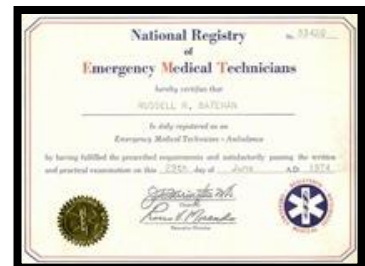 National Registry
of
Emergency Medical Technicians
hereby certifies that
RUSSELL R. BATEMAN
is duly registered as an
Emergency Medical Technician - Ambulance
by having fulfilled the prescribed requirements and satisfactorily passing the written
and practical examination on this 29th day of June A.D. 1974
Executive Director